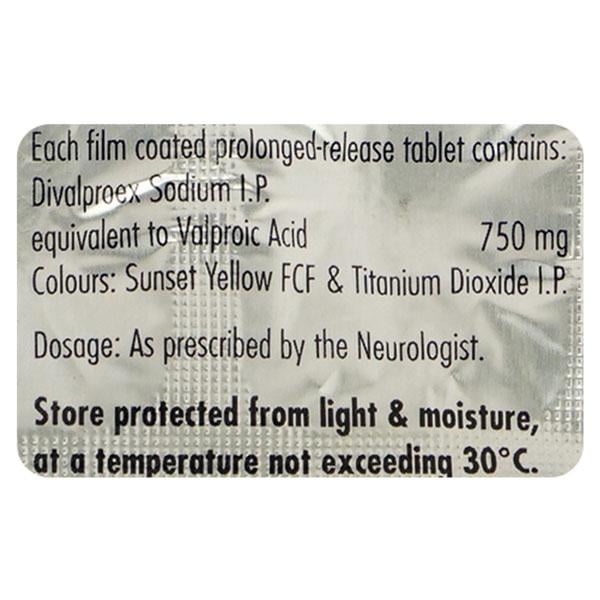 Each film coated prolonged-release tablet contains:
Divalproex Sodium I.P.
equivalent to Valproic Acid 750 mg
Colours: Sunset Yellow FCF & Titanium Dioxide I.P.
Dosage: As prescribed by the Neurologist.
Store protected from light & moisture,
at a temperature not exceeding 30°C.